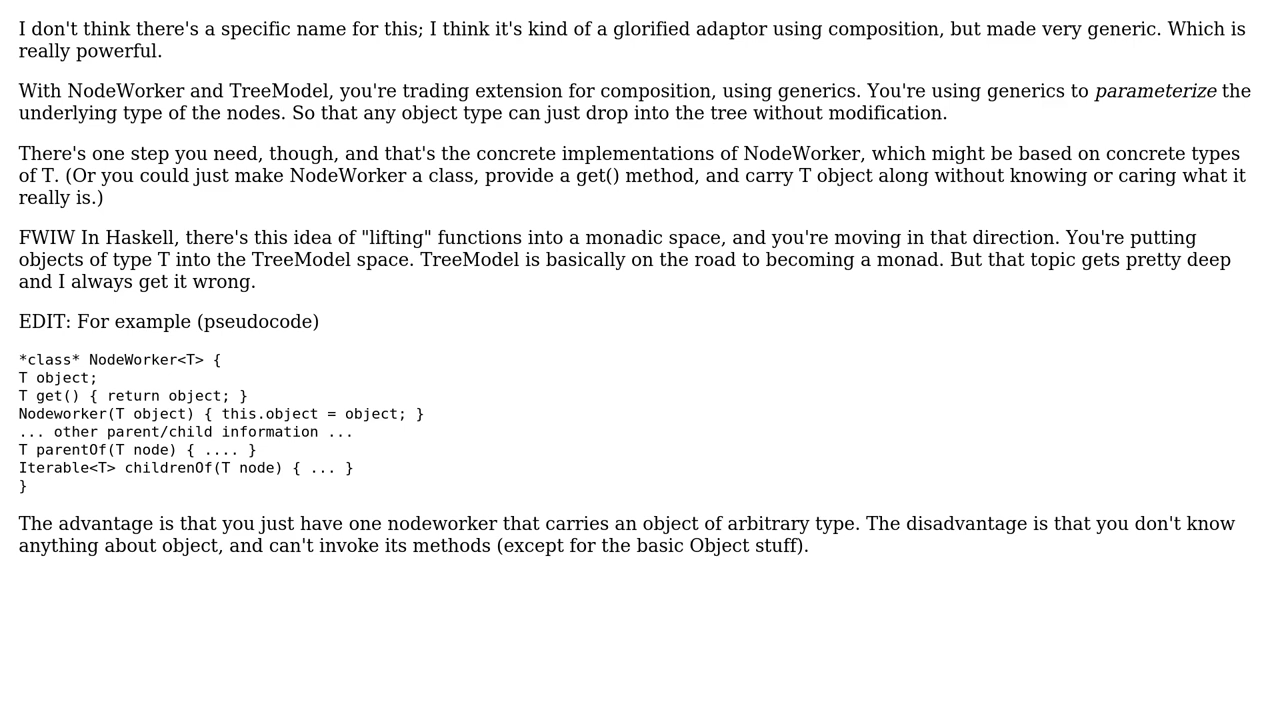 I don't think there's a specific name for this; I think it's kind of a glorified adaptor using composition, but made very generic. Which is
really powerful.
With NodeWorker and TreeModel, you're trading extension for composition, using generics. You're using generics to parameterize the
underlying type of the nodes. So that any object type can just drop into the tree without modification.
There's one step you need, though, and that's the concrete implementations of NodeWorker, which might be based on concrete types
of T. (Or you could just make NodeWorker a class, provide a get() method, and carry T object along without knowing or caring what it
really is.)
FWIW In Haskell, there's this idea of "lifting" functions into a monadic space, and you're moving in that direction. You're putting
objects of type T into the TreeModel space. TreeModel is basically on the road to becoming a monad. But that topic gets pretty deep
and I always get it wrong.
EDIT: For example (pseudocode)
*class* NodeWorker<T> {
T object;
T get() { return object; }
Nodeworker(T object) { this.object = object; }
... other parent/child information ...
T parentOf(T node) { .... }
Iterable<T> childrenOf(T node) { ... }
}
The advantage is that you just have one nodeworker that carries an object of arbitrary type. The disadvantage is that you don't know
anything about object, and can't invoke its methods (except for the basic Object stuff).